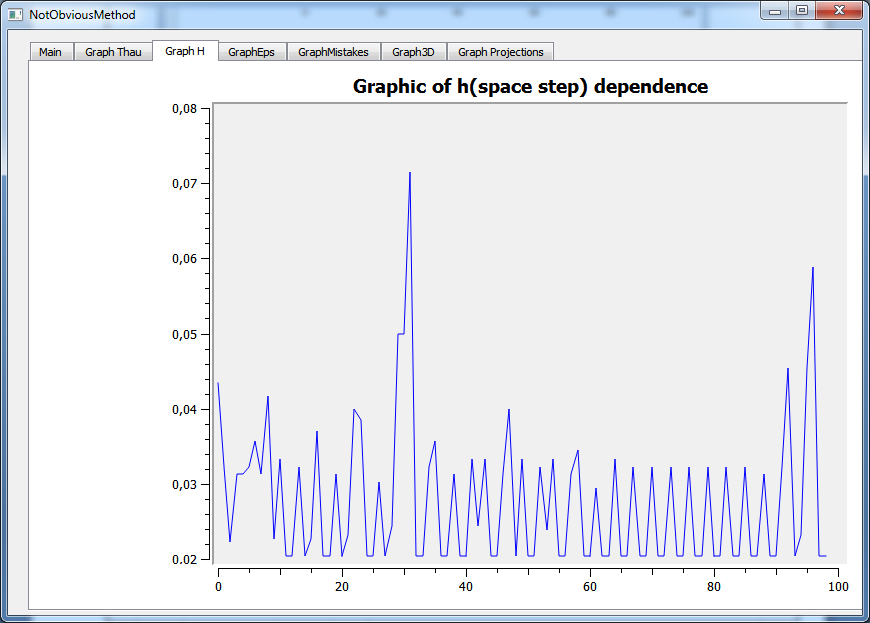 NotObviousMethod
Main Graph Thau Graph H GraphEps GraphMistakes Graph3D Graph Projections
Graphic of h(space step) dependence
0,08
0,07
0,06
0,05
0,04
0,03
0.02
0 20 40 60 80 100